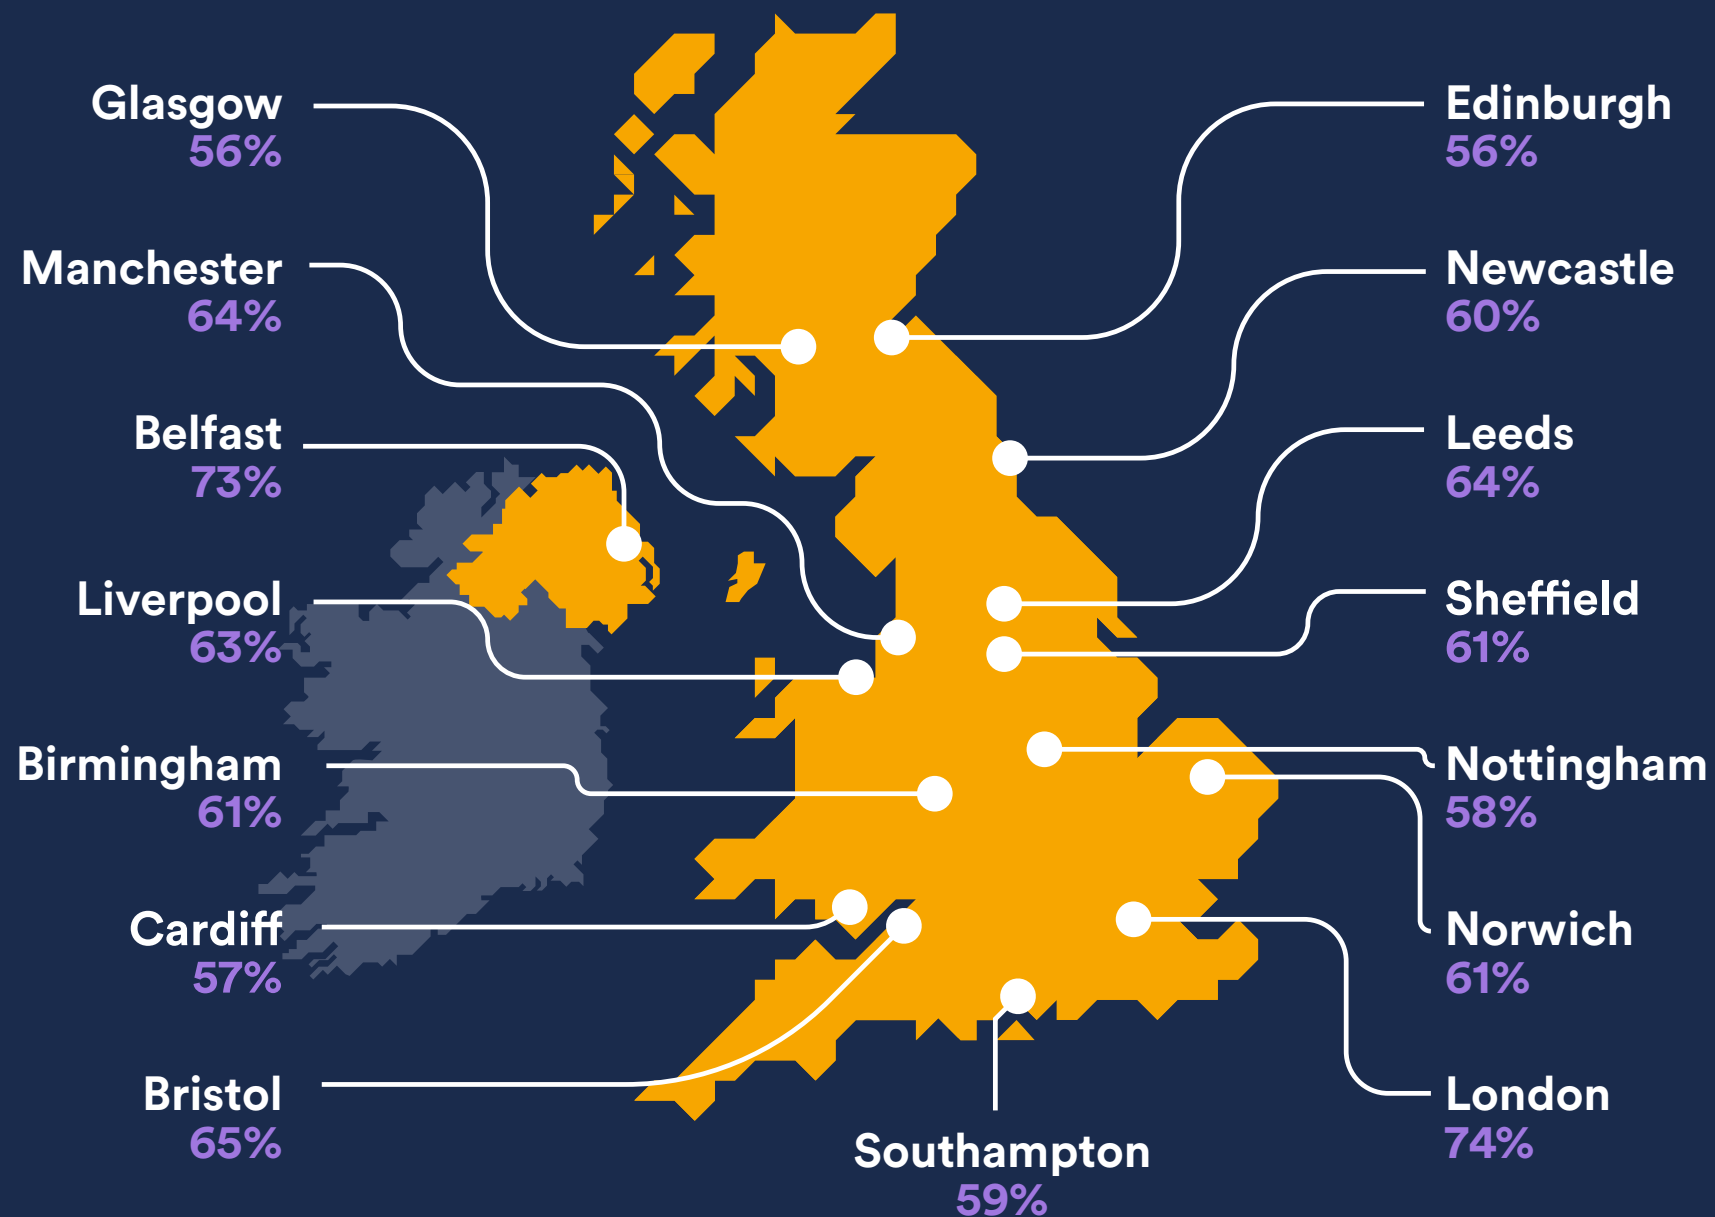 Glasgow
56%
Manchester
64%
Belfast
73%
Liverpool
63%
Birmingham
61%
Cardiff
57%
Bristol
65%
Southampton
59%
Edinburgh
56%
Newcastle
60%
Leeds
64%
Sheffield
61%
Nottingham
58%
Norwich
61%
London
74%